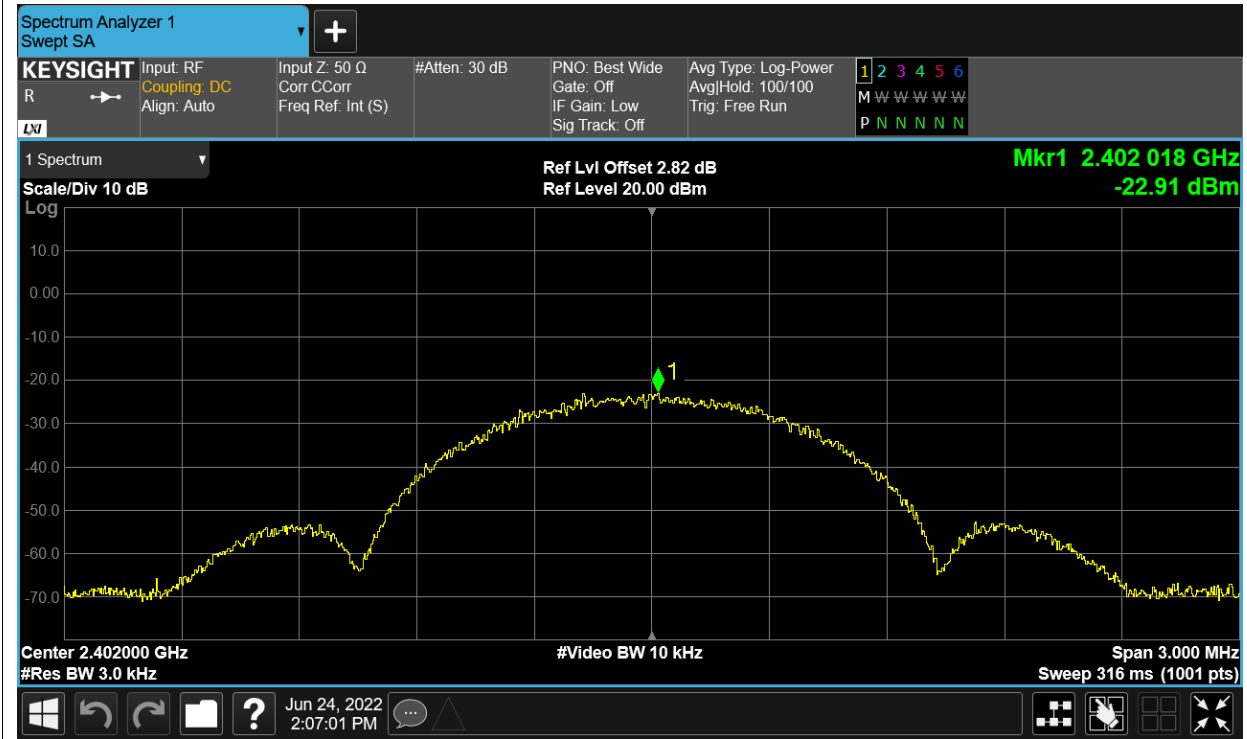 Spectrum Analyzer 1
Swept SA
KEYSIGHT
R
LXI
Input: RF
Coupling: DC
Align: Auto
Input Z: 50 Ω
Corr CCorr
Freq Ref: Int (S)
#Atten: 30 dB
PNO: Best Wide
Gate: Off
IF Gain: Low
Sig Track: Off
Avg Type: Log-Power
Avg|Hold: 100/100
Trig: Free Run
1 2 3 4 5 6
M W W W W W
P N N N N N
1 Spectrum
Scale/Div 10 dB
Log
Ref Lvl Offset 2.82 dB
Ref Level 20.00 dBm
Mkr1 2.402 018 GHz
-22.91 dBm
10.0
0.00
-10.0
-20.0
-30.0
-40.0
-50.0
-60.0
-70.0
1
Center 2.402000 GHz
#Res BW 3.0 kHz
#Video BW 10 kHz
Span 3.000 MHz
Sweep 316 ms (1001 pts)
?
Jun 24, 2022
2:07:01 PM